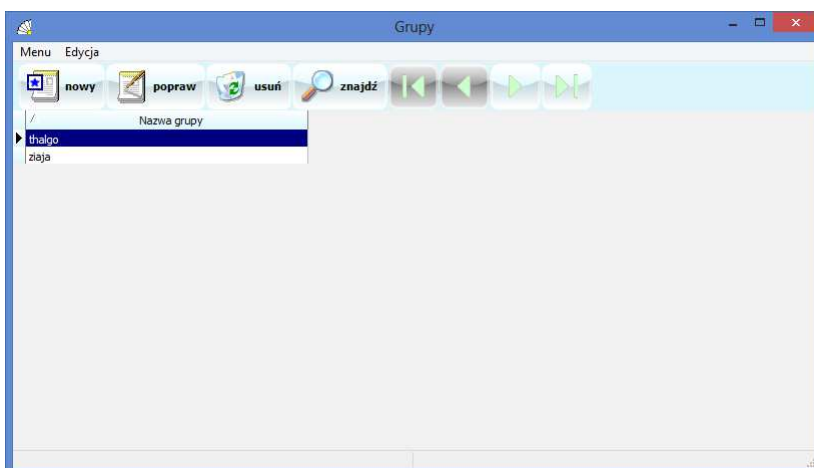 Grupy
Menu Edycja
nowy popraw usuń znajdź
/ Nazwa grupy
thalgo
ziaja